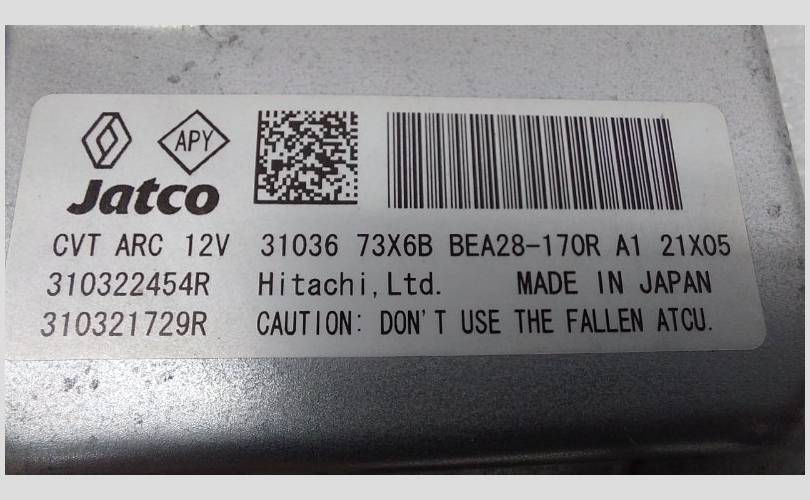 APY
Jatco
CVT ARC 12V 31036 73X6B BEA28-170R A1 21X05
310322454R Hitachi,Ltd. MADE IN JAPAN
310321729R CAUTION: DON'T USE THE FALLEN ATCU.